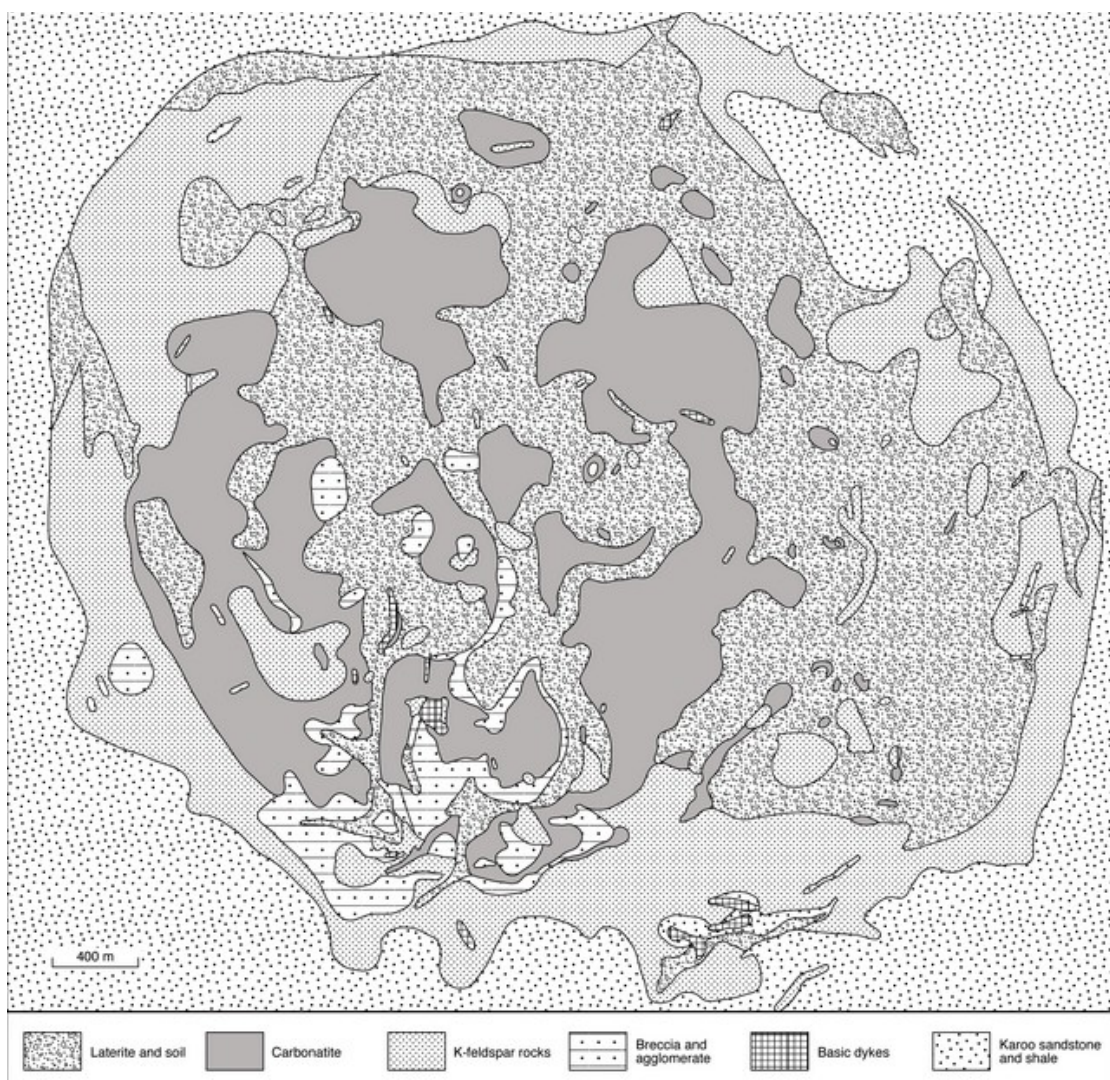 400 m
Laterite and soil
Carbonatite
K-feldspar rocks
Breccia and
agglomerate
Basic dykes
Karoo sandstone
and shale